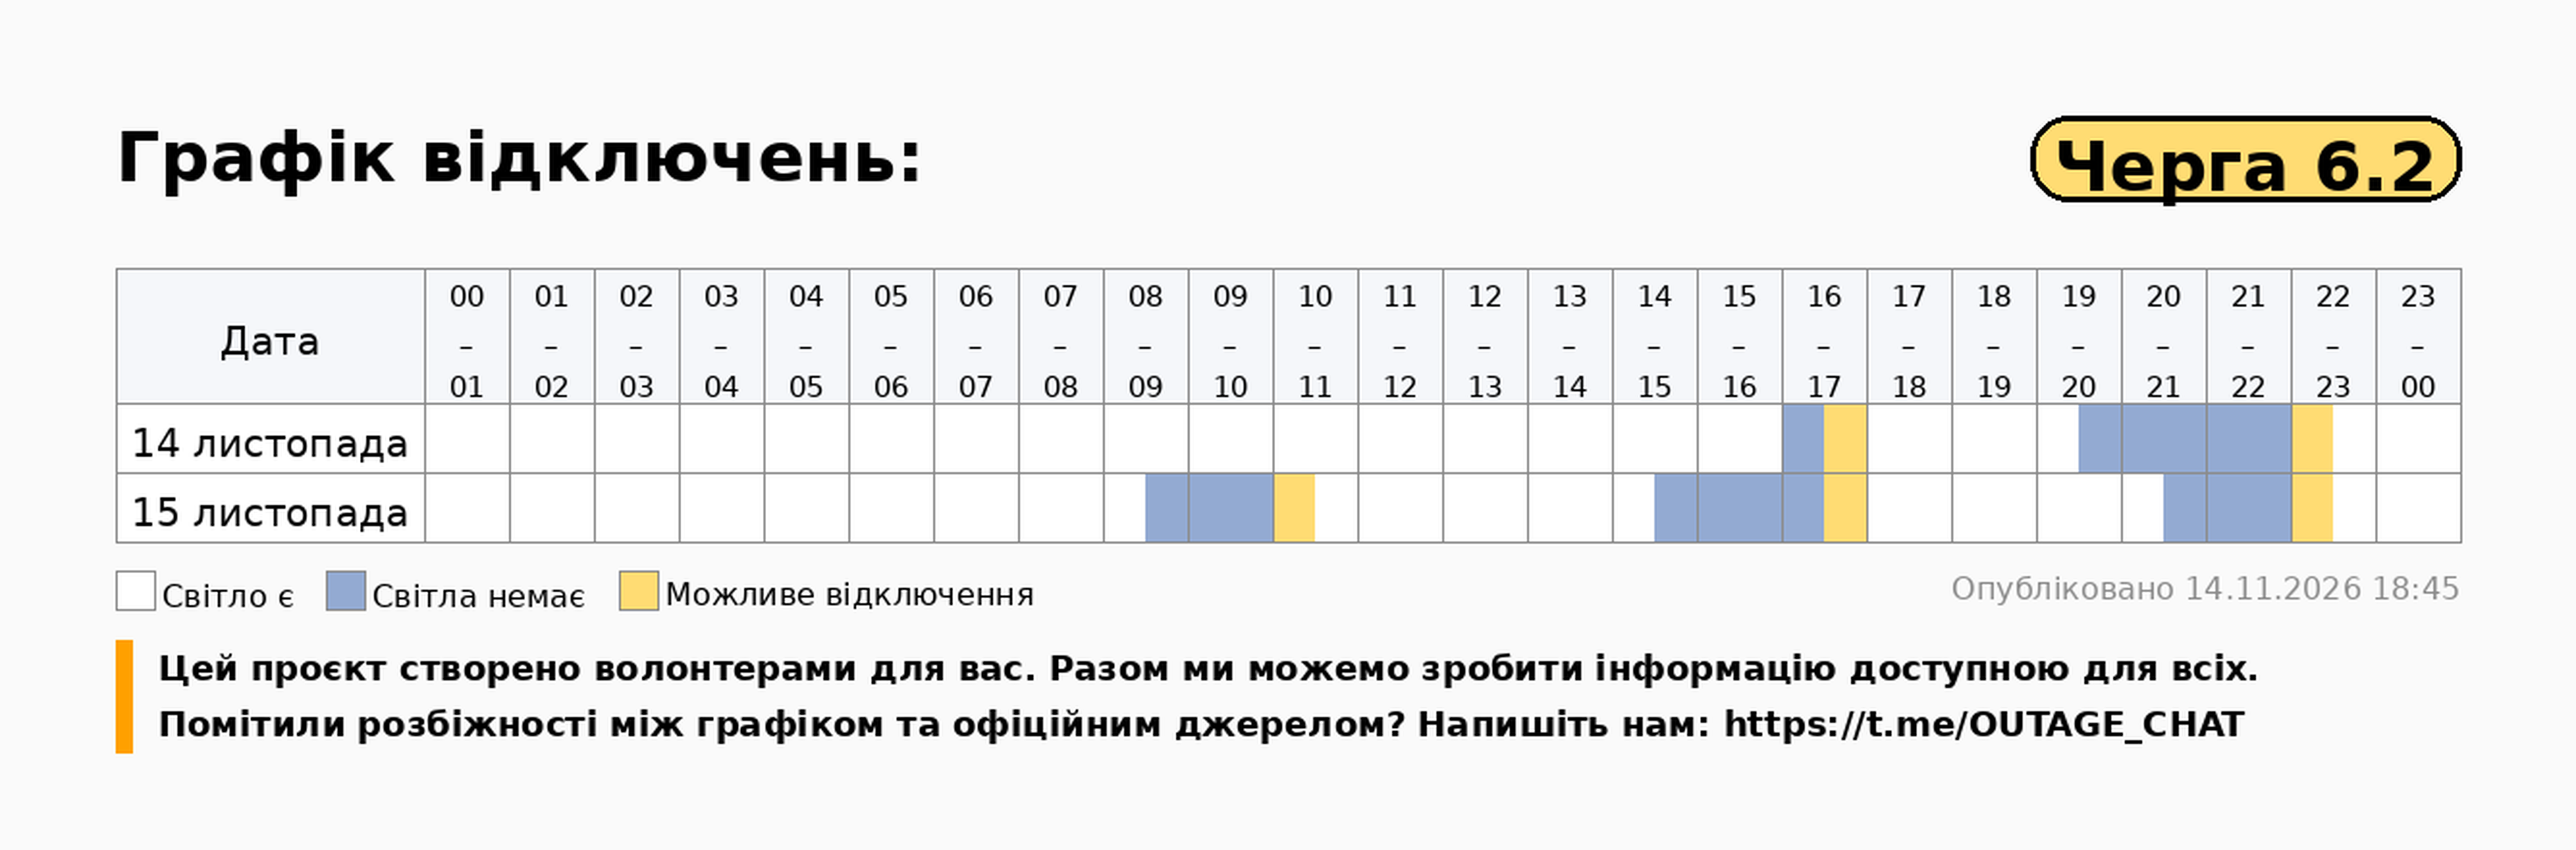 Графік відключень:
Черга 6.2
Дата 00 – 01 01 – 02 02 – 03 03 – 04 04 – 05 05 – 06 06 – 07 07 – 08 08 – 09 09 – 10 10 – 11 11 – 12 12 – 13 13 – 14 14 – 15 15 – 16 16 – 17 17 – 18 18 – 19 19 – 20 20 – 21 21 – 22 22 – 23 23 – 00
14 листопада
15 листопада
Світло є Світла немає Можливе відключення
Опубліковано 14.11.2026 18:45
Цей проєкт створено волонтерами для вас. Разом ми можемо зробити інформацію доступною для всіх.
Помітили розбіжності між графіком та офіційним джерелом? Напишіть нам: https://t.me/OUTAGE_CHAT